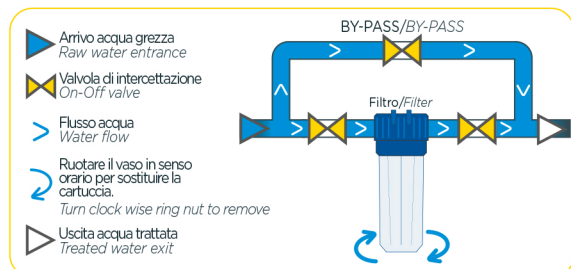 Arrivo acqua grezza
Raw water entrance
Valvola di intercettazione
On-Off valve
Flusso acqua
Water flow
Ruotare il vaso in senso
orario per sostituire la
cartuccia.
Turn clock wise ring nut to remove
Uscita acqua trattata
Treated water exit
BY-PASS/BY-PASS
Filtro/Filter